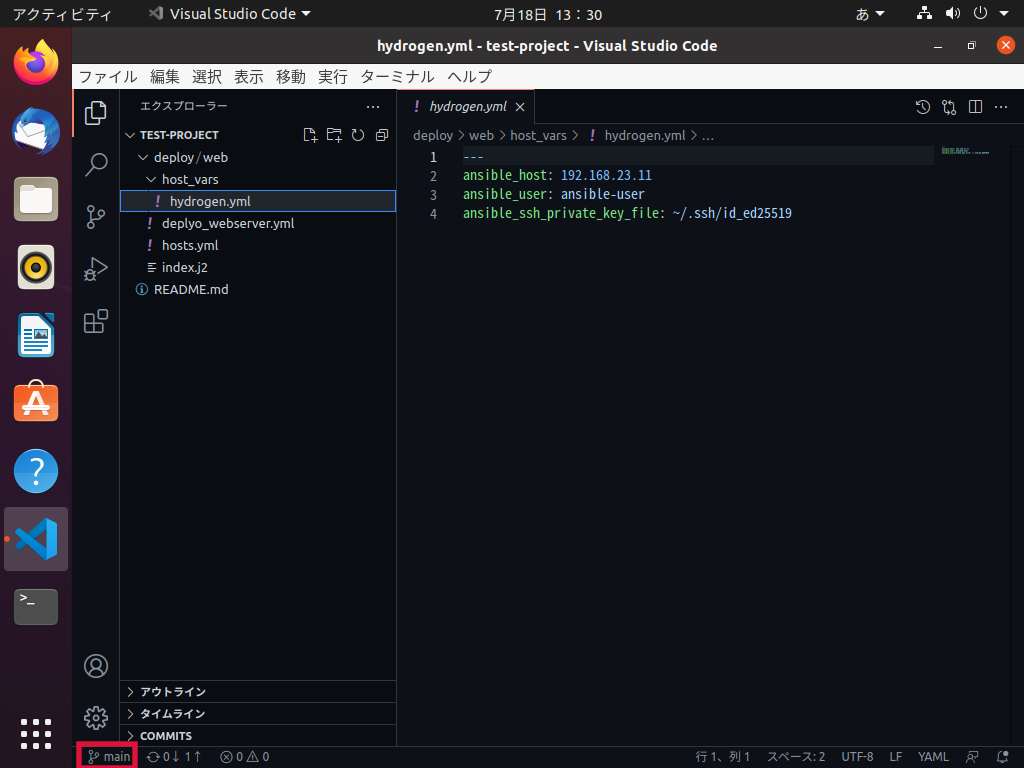 アクティビティ
Visual Studio Code
7月18日 13：30
あ
hydrogen.yml - test-project - Visual Studio Code
ファイル 編集 選択 表示 移動 実行 ターミナル ヘルプ
エクスプローラー
TEST-PROJECT
deploy/web
host_vars
! hydrogen.yml
! deplyo_webserver.yml
! hosts.yml
index.j2
README.md
アウトライン
タイムライン
COMMITS
! hydrogen.yml
deploy > web > host_vars > ! hydrogen.yml > ...
1 ---
2 ansible_host: 192.168.23.11
3 ansible_user: ansible-user
4 ansible_ssh_private_key_file: ~/.ssh/id_ed25519
main 0↓ 1↑ 0 0
行 1、列 1 スペース: 2 UTF-8 LF YAML